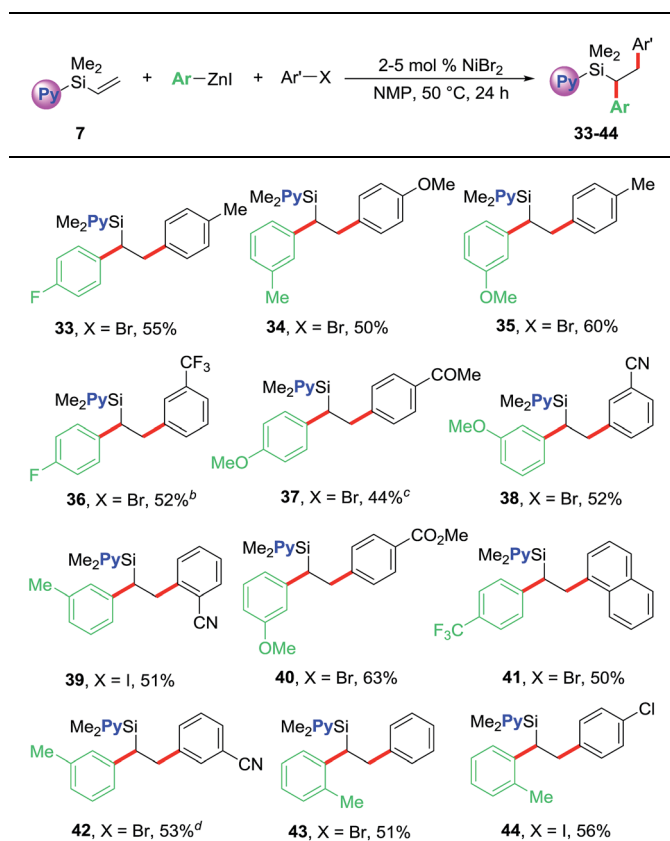 Me2
Si
Py
7
+
Ar–ZnI
+
Ar'–X
2-5 mol % NiBr2
NMP, 50 °C, 24 h
Me2
Si
Py
Ar'
Ar
33-44
Me2PySi
Me
F
33, X = Br, 55%
Me2PySi
OMe
Me
34, X = Br, 50%
Me2PySi
Me
OMe
35, X = Br, 60%
CF3
Me2PySi
F
36, X = Br, 52%b
Me2PySi
COMe
MeO
37, X = Br, 44%c
CN
Me2PySi
MeO
38, X = Br, 52%
Me2PySi
Me
CN
39, X = I, 51%
Me2PySi
CO2Me
OMe
40, X = Br, 63%
Me2PySi
F3C
41, X = Br, 50%
Me2PySi
Me
CN
42, X = Br, 53%d
Me2PySi
Me
43, X = Br, 51%
Me2PySi
Cl
Me
44, X = I, 56%